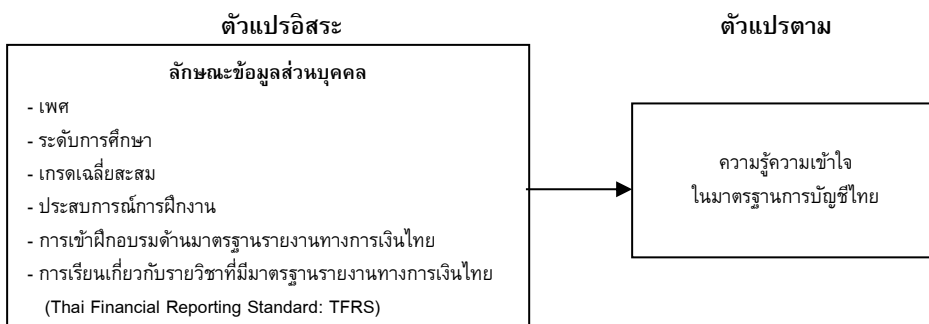 ตัวแปรอิสระ
ตัวแปรตาม
ลักษณะข้อมูลส่วนบุคคล
- เพศ
- ระดับการศึกษา
- เกรดเฉลี่ยสะสม
- ประสบการณ์การฝึกงาน
- การเข้าฝึกอบรมด้านมาตรฐานรายงานทางการเงินไทย
- การเรียนเกี่ยวกับรายวิชาที่มีมาตรฐานรายงานทางการเงินไทย
(Thai Financial Reporting Standard: TFRS)
ความรู้ความเข้าใจ
ในมาตรฐานการบัญชีไทย